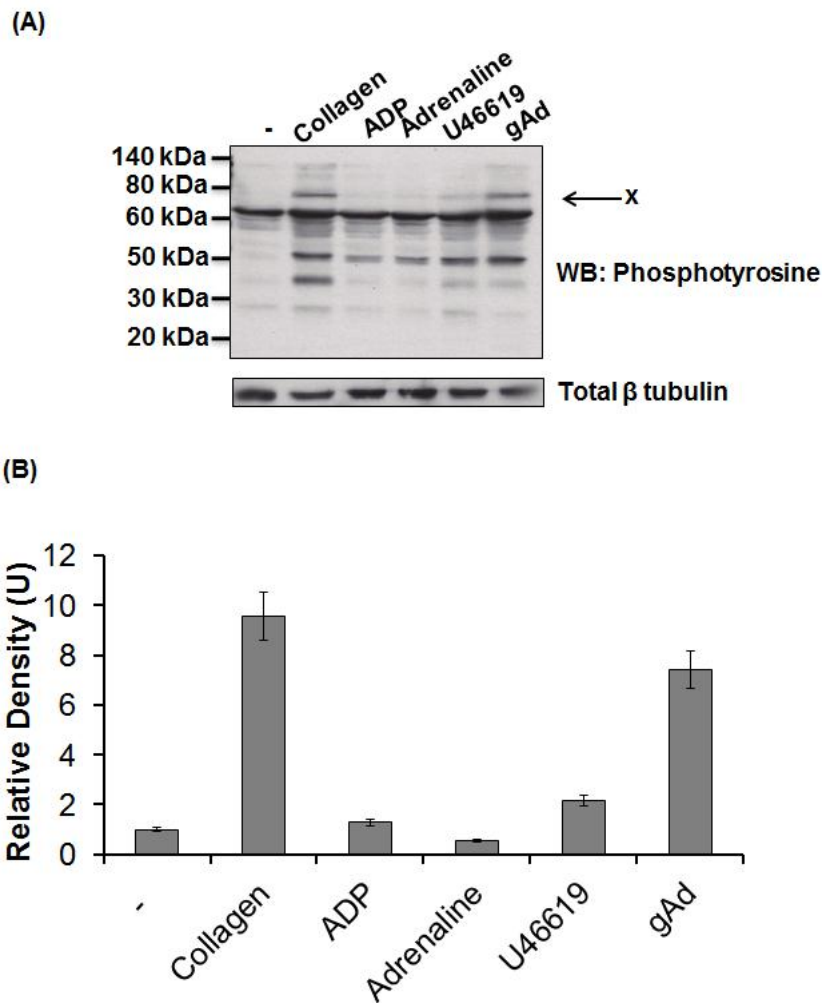 (A)
- Collagen ADP Adrenaline U46619 gAd
140 kDa
80 kDa
x
60 kDa
50 kDa
WB: Phosphotyrosine
30 kDa
20 kDa
Total β tubulin
(B)
Relative Density (U)
12
10
8
6
4
2
0
- Collagen ADP Adrenaline U46619 gAd